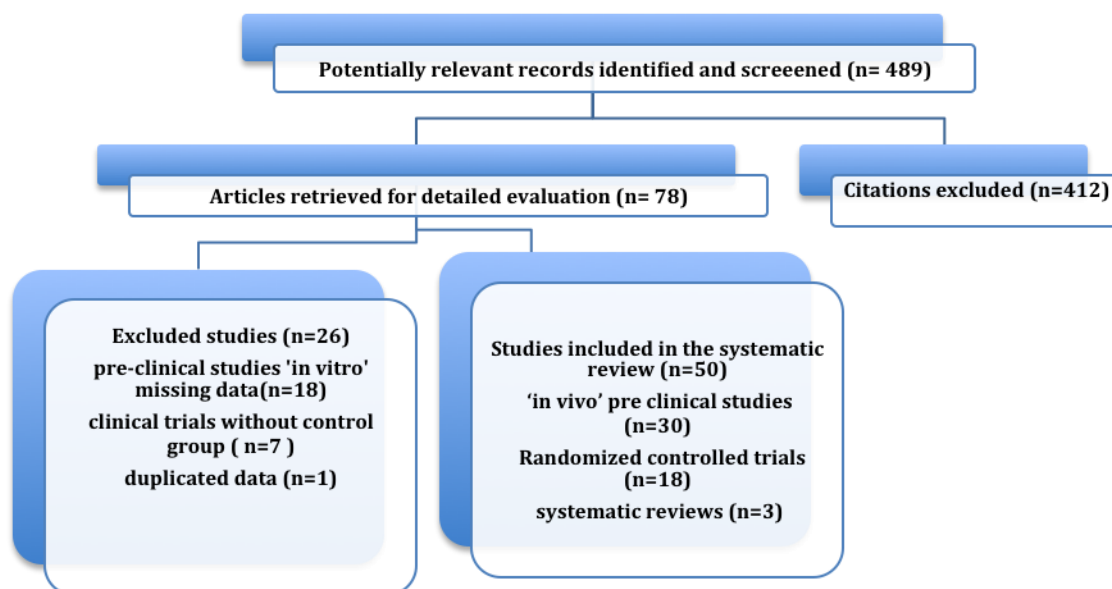 Potentially relevant records identified and screeened (n= 489)
Articles retrieved for detailed evaluation (n= 78)
Citations excluded (n=412)
Excluded studies (n=26)
pre-clinical studies 'in vitro'
missing data(n=18)
clinical trials without control
group ( n=7 )
duplicated data (n=1)
Studies included in the systematic
review (n=50)
‘in vivo’ pre clinical studies
(n=30)
Randomized controlled trials
(n=18)
systematic reviews (n=3)